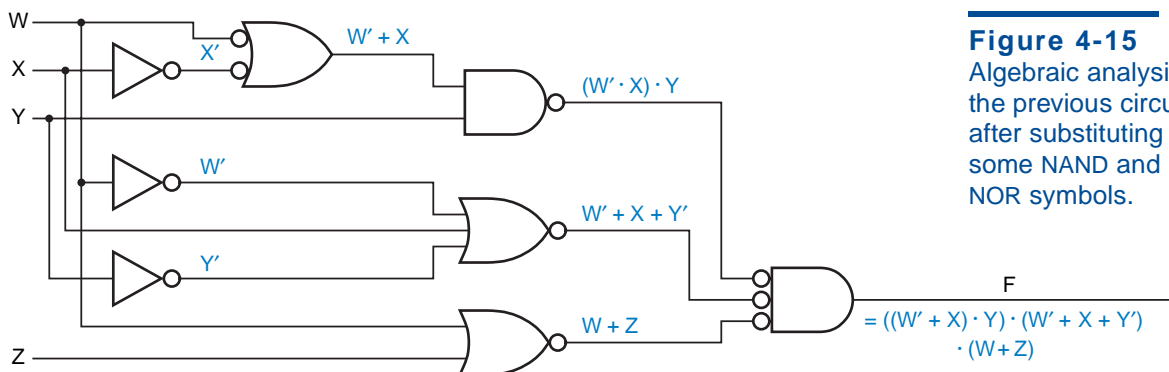 W
X
Y
Z
X′
W′ + X
(W′ · X) · Y
W′
W′ + X + Y′
Y′
W + Z
F
= ((W′ + X) · Y) · (W′ + X + Y′)
· (W + Z)
Figure 4-15
Algebraic analysi
the previous circu
after substituting
some NAND and
NOR symbols.